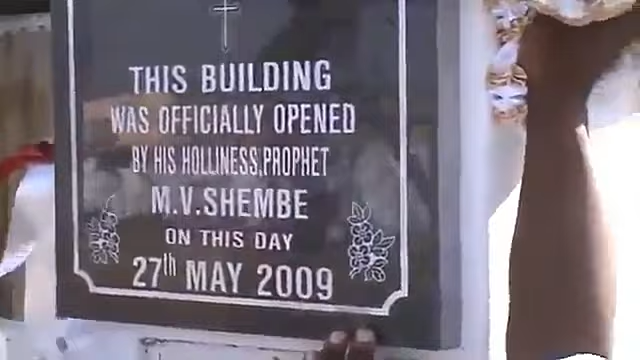 THIS BUILDING
WAS OFFICIALLY OPENED
BY HIS HOLLINESS,PROPHET
M.V.SHEMBE
ON THIS DAY
27th MAY 2009